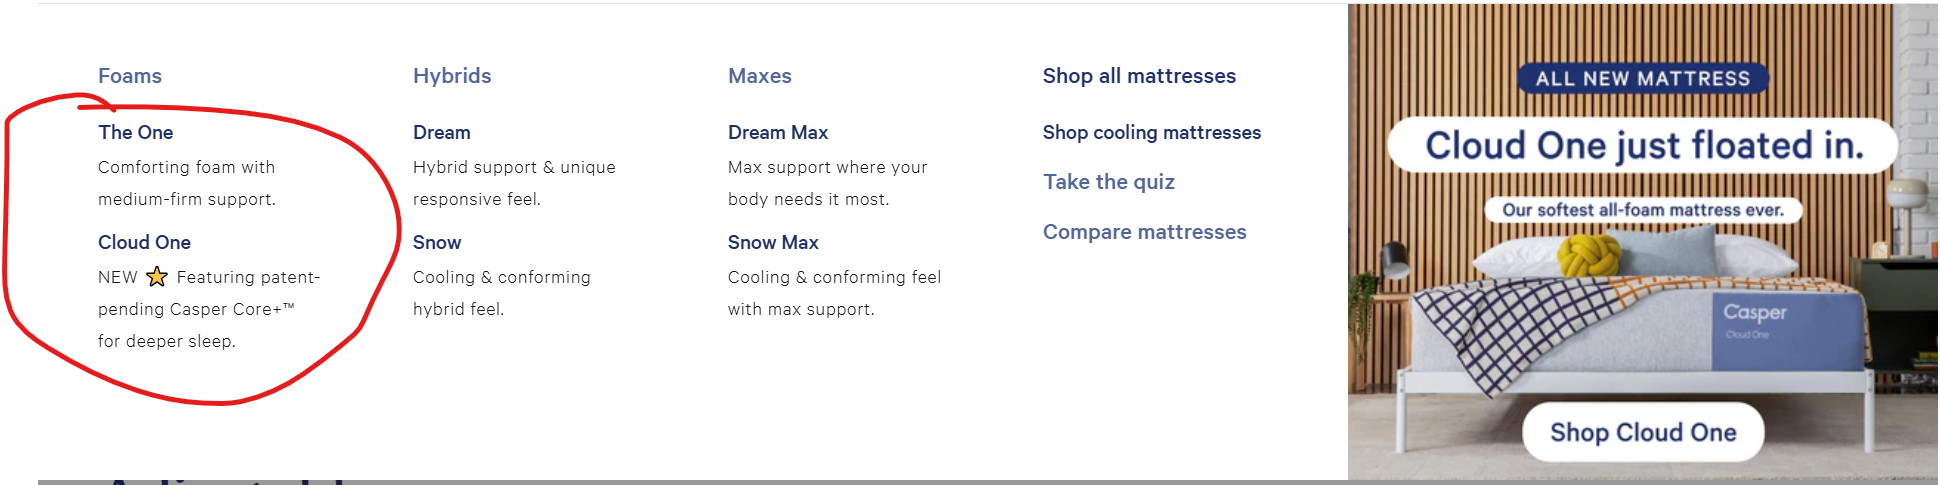 Foams
The One
Comforting foam with
medium-firm support.
Cloud One
NEW ⭐ Featuring patent-
pending Casper Core+™
for deeper sleep.
Hybrids
Dream
Hybrid support & unique
responsive feel.
Snow
Cooling & conforming
hybrid feel.
Maxes
Dream Max
Max support where your
body needs it most.
Snow Max
Cooling & conforming feel
with max support.
Shop all mattresses
Shop cooling mattresses
Take the quiz
Compare mattresses
ALL NEW MATTRESS
Cloud One just floated in.
Our softest all-foam mattress ever.
Casper
Cloud One
Shop Cloud One